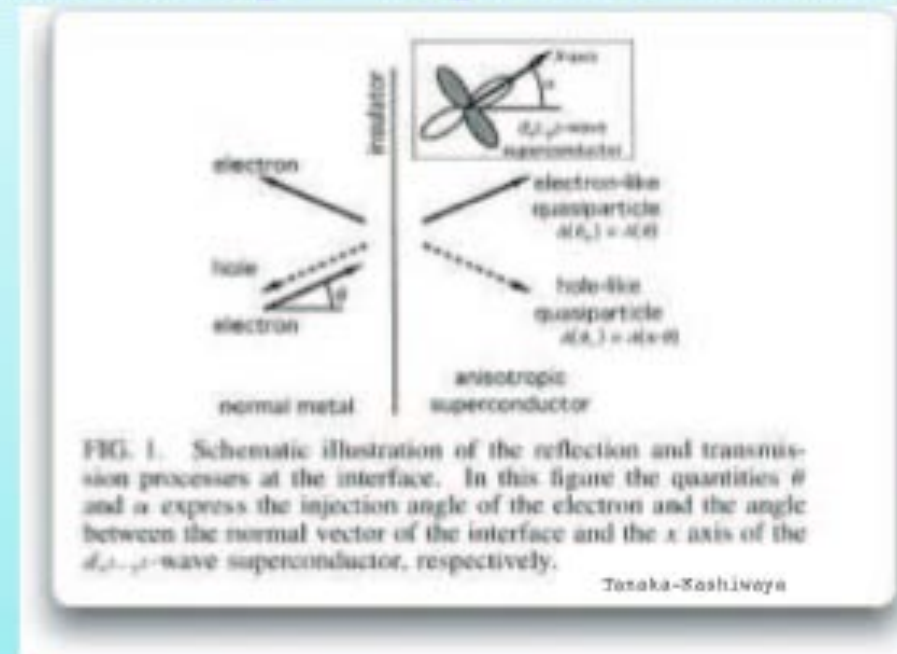 insulator
x-axis
α
-wave
superconductor
electron
electron-like
quasiparticle
hole
θ
electron
hole-like
quasiparticle
normal metal
anisotropic
superconductor
FIG. 1. Schematic illustration of the reflection and transmis-
sion processes at the interface. In this figure the quantities θ
and α express the injection angle of the electron and the angle
between the normal vector of the interface and the x axis of the
-wave superconductor, respectively.
Tanaka-Kashiwaya